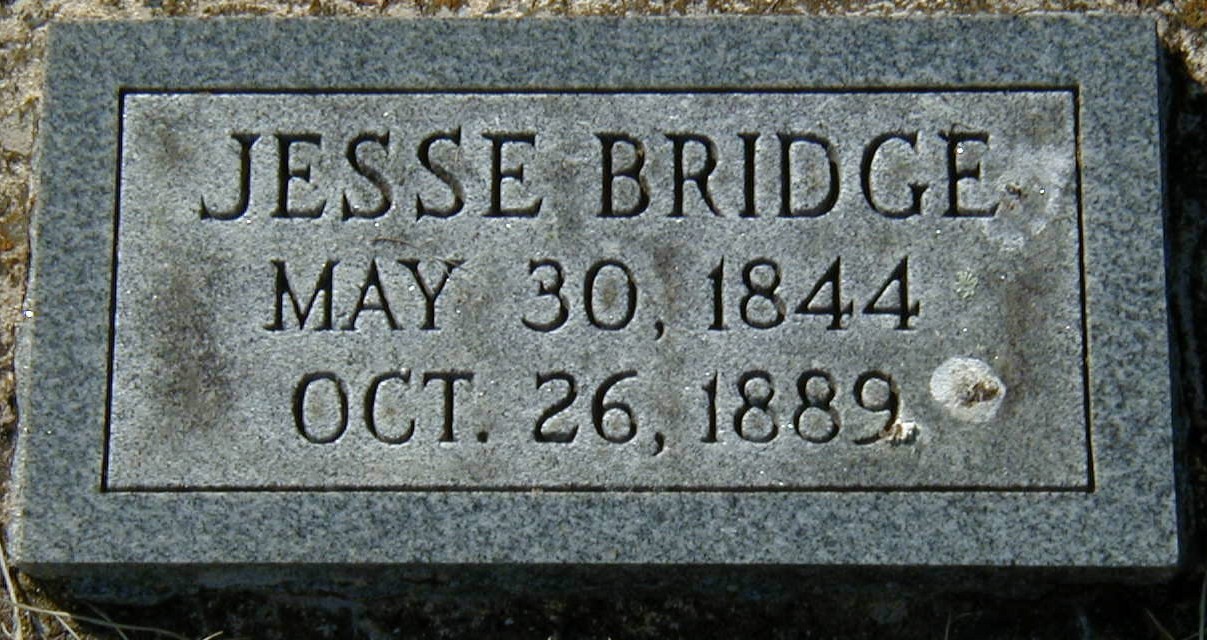 JESSE BRIDGE
MAY 30, 1844
OCT. 26, 1889